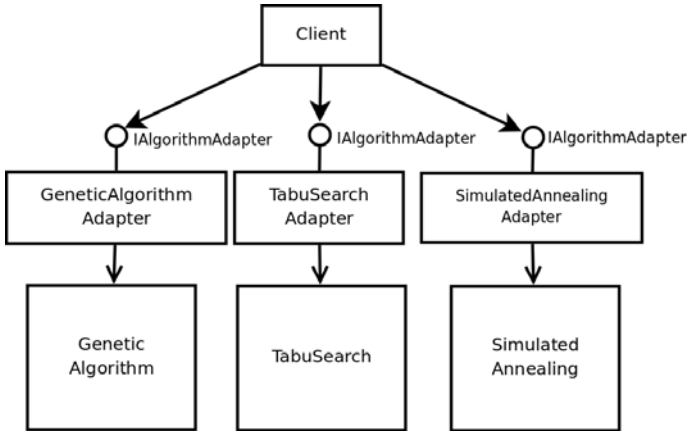 Client
IAlgorithmAdapter
IAlgorithmAdapter
IAlgorithmAdapter
GeneticAlgorithm
Adapter
TabuSearch
Adapter
SimulatedAnnealing
Adapter
Genetic
Algorithm
TabuSearch
Simulated
Annealing